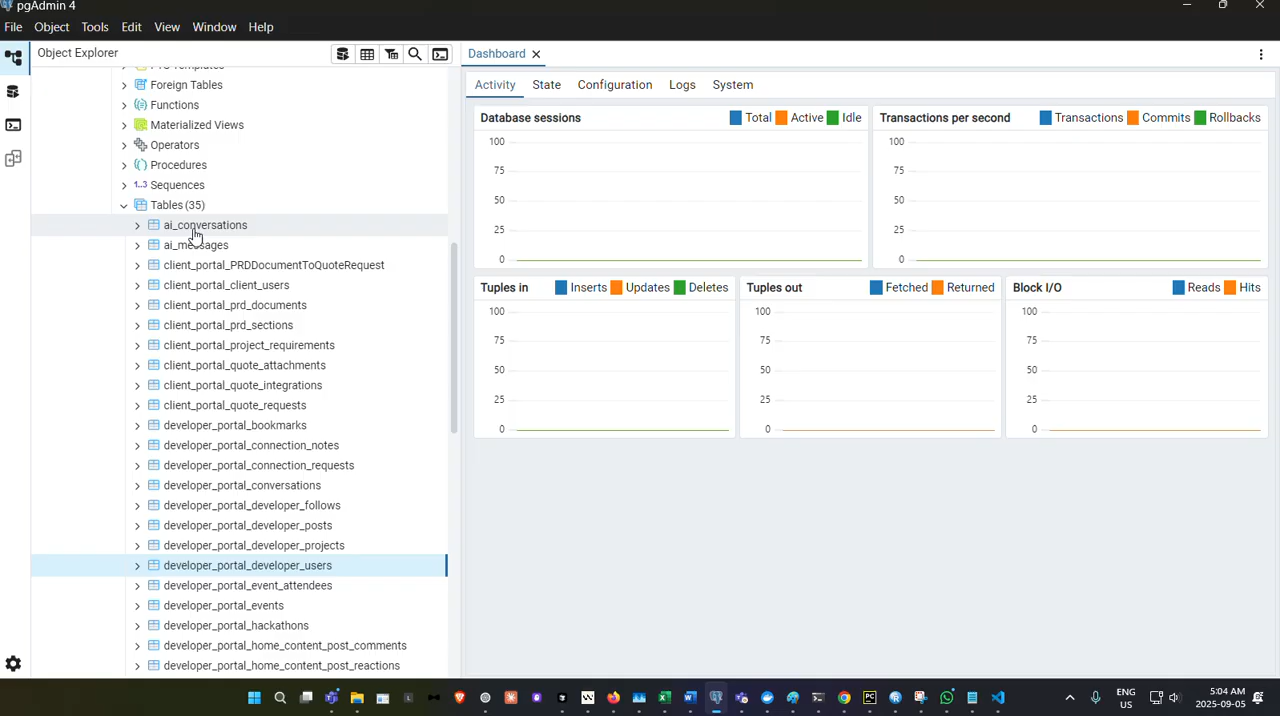 pgAdmin 4
File Object Tools Edit View Window Help
Object Explorer
Dashboard
Foreign Tables
Functions
Materialized Views
Operators
Procedures
1..3 Sequences
Tables (35)
ai_conversations
ai_messages
client_portal_PRDDocumentToQuoteRequest
client_portal_client_users
client_portal_prd_documents
client_portal_prd_sections
client_portal_project_requirements
client_portal_quote_attachments
client_portal_quote_integrations
client_portal_quote_requests
developer_portal_bookmarks
developer_portal_connection_notes
developer_portal_connection_requests
developer_portal_conversations
developer_portal_developer_follows
developer_portal_developer_posts
developer_portal_developer_projects
developer_portal_developer_users
developer_portal_event_attendees
developer_portal_events
developer_portal_hackathons
developer_portal_home_content_post_comments
developer_portal_home_content_post_reactions
Activity State Configuration Logs System
Database sessions Total Active Idle
100
75
50
25
0
Transactions per second Transactions Commits Rollbacks
100
75
50
25
0
Tuples in Inserts Updates Deletes
100
75
50
25
0
Tuples out Fetched Returned
100
75
50
25
0
Block I/O Reads Hits
100
75
50
25
0
ENG
US
5:04 AM
2025-09-05